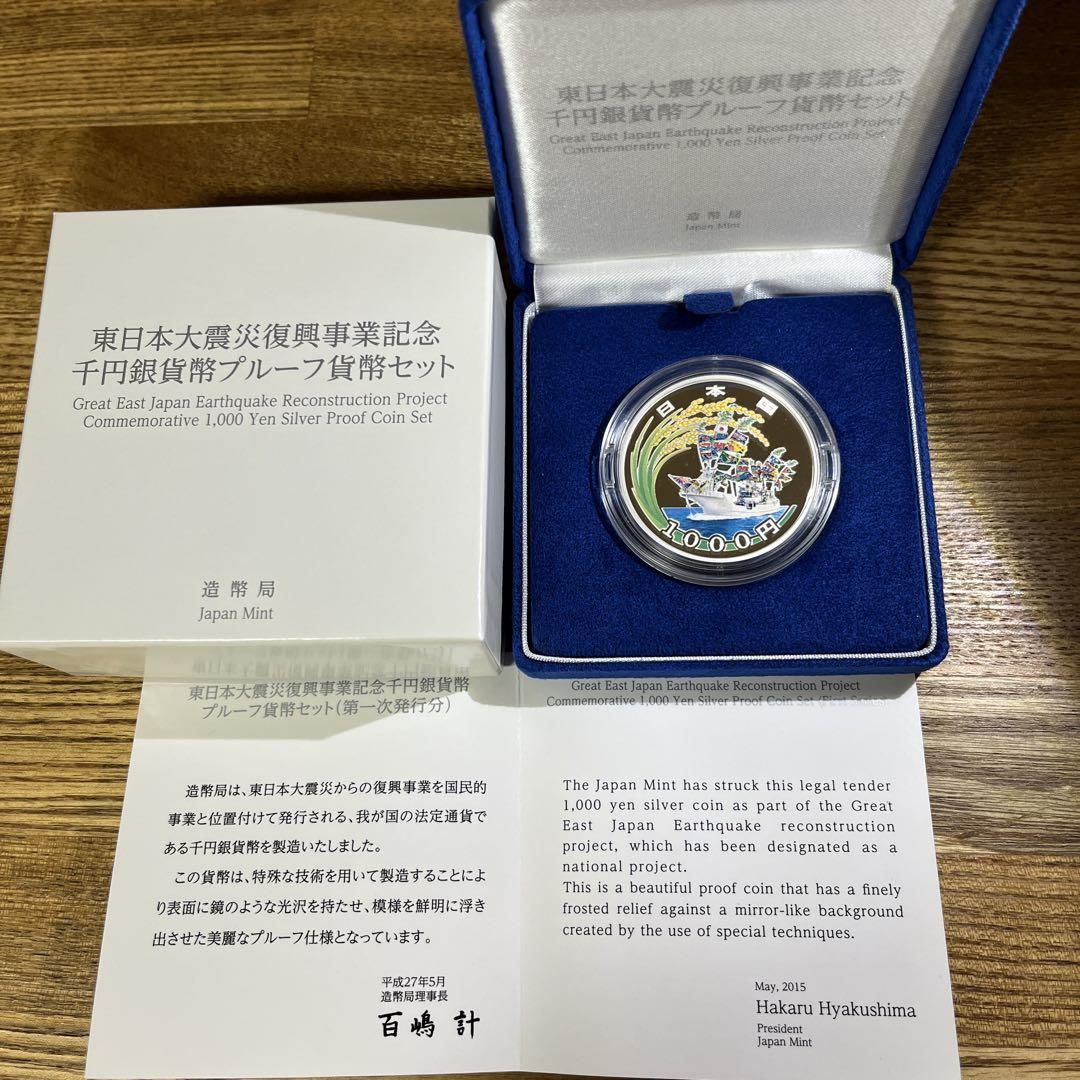 東日本大震災復興事業記念
千円銀貨幣プルーフ貨幣セット
Great East Japan Earthquake Reconstruction Project
Commemorative 1,000 Yen Silver Proof Coin Set
造幣局
Japan Mint
東日本大震災復興事業記念
千円銀貨幣プルーフ貨幣セット
Great East Japan Earthquake Reconstruction Project
Commemorative 1,000 Yen Silver Proof Coin Set
造幣局
Japan Mint
日本国
1000円
東日本大震災復興事業記念千円銀貨幣
プルーフ貨幣セット(第一次発行分)
造幣局は、東日本大震災からの復興事業を国民的
事業と位置付けて発行される、我が国の法定通貨で
ある千円銀貨幣を製造いたしました。
この貨幣は、特殊な技術を用いて製造することによ
り表面に鏡のような光沢を持たせ、模様を鮮明に浮き
出させた美麗なプルーフ仕様となっています。
平成27年5月
造幣局理事長
百嶋 計
Great East Japan Earthquake Reconstruction Project
Commemorative 1,000 Yen Silver Proof Coin Set (First Series)
The Japan Mint has struck this legal tender
1,000 yen silver coin as part of the Great
East Japan Earthquake reconstruction
project, which has been designated as a
national project.
This is a beautiful proof coin that has a finely
frosted relief against a mirror-like background
created by the use of special techniques.
May, 2015
Hakaru Hyakushima
President
Japan Mint